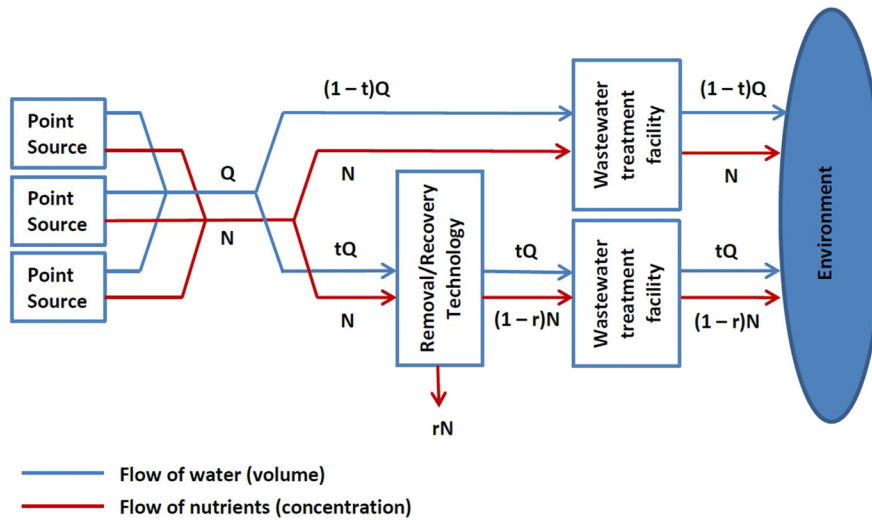 Point
Source
Point
Source
Point
Source
Q
N
(1 – t)Q
N
tQ
N
Removal/Recovery
Technology
rN
tQ
(1 – r)N
Wastewater
treatment
facility
Wastewater
treatment
facility
(1 – t)Q
N
tQ
(1 – r)N
Environment
Flow of water (volume)
Flow of nutrients (concentration)